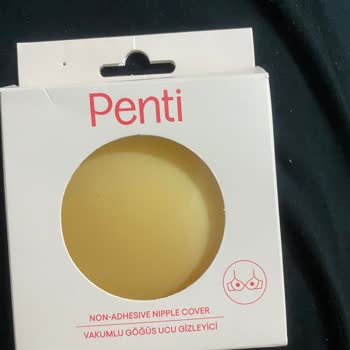 Penti
NON-ADHESIVE NIPPLE COVER
VAKUMLU GÖĞÜS UCU GİZLEYİCİ